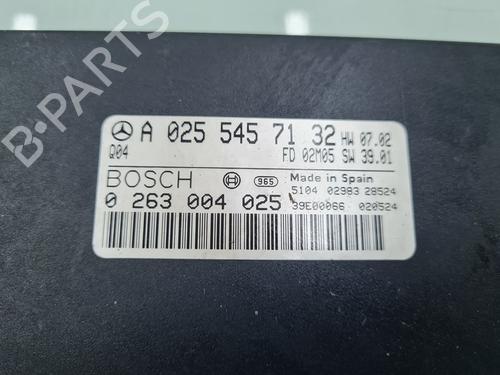 A 025 545 71 32 HW 07.02
Q04 FD 02M05 SW 39.01
BOSCH 965 Made in Spain
5104 02983 28524
0 263 004 025 39E00066 020524
B-PARTS